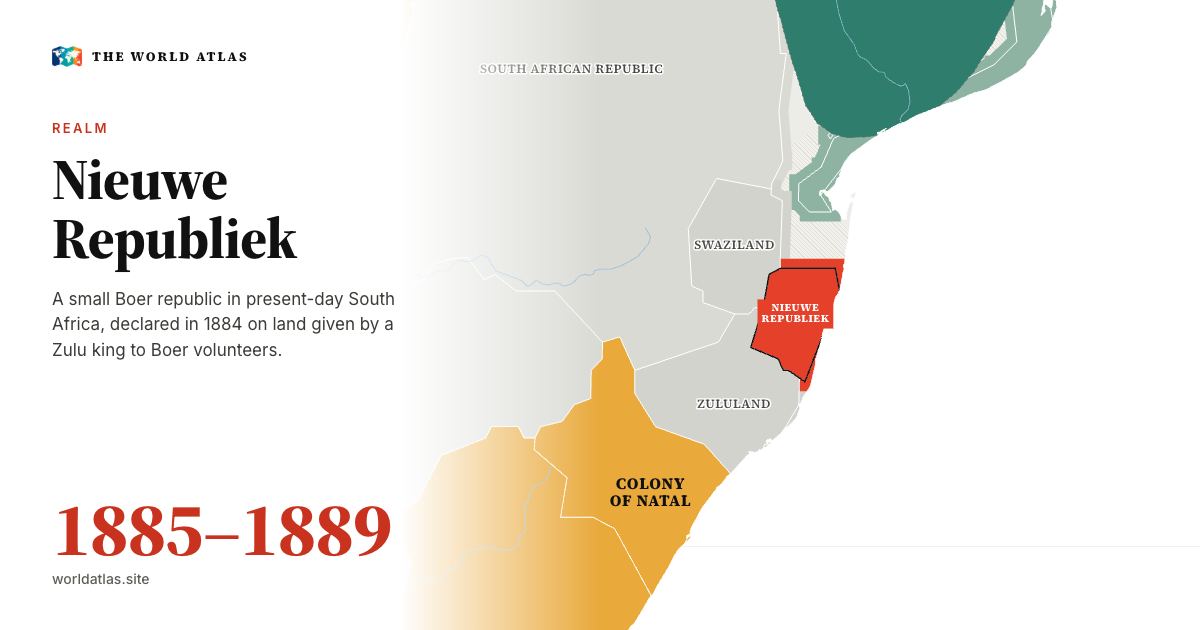 THE WORLD ATLAS
REALM
Nieuwe
Republiek
A small Boer republic in present-day South
Africa, declared in 1884 on land given by a
Zulu king to Boer volunteers.
1885–1889
worldatlas.site
SOUTH AFRICAN REPUBLIC
SWAZILAND
NIEUWE
REPUBLIEK
ZULULAND
COLONY
OF NATAL